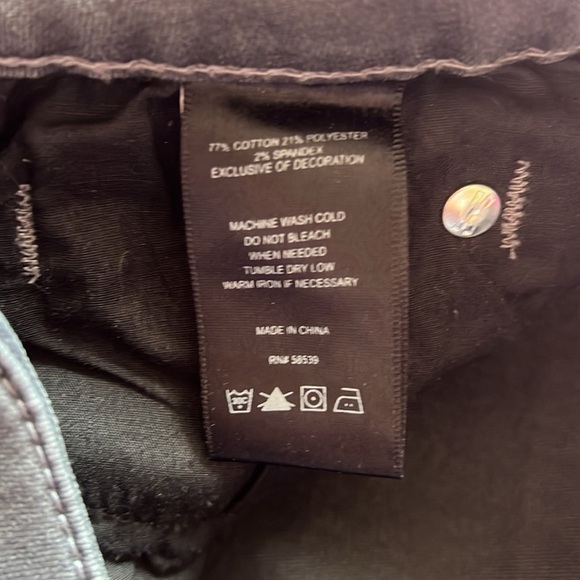 77% COTTON 21% POLYESTER
2% SPANDEX
EXCLUSIVE OF DECORATION
MACHINE WASH COLD
DO NOT BLEACH
WHEN NEEDED
TUMBLE DRY LOW
WARM IRON IF NECESSARY
MADE IN CHINA
RN# 58539
30C